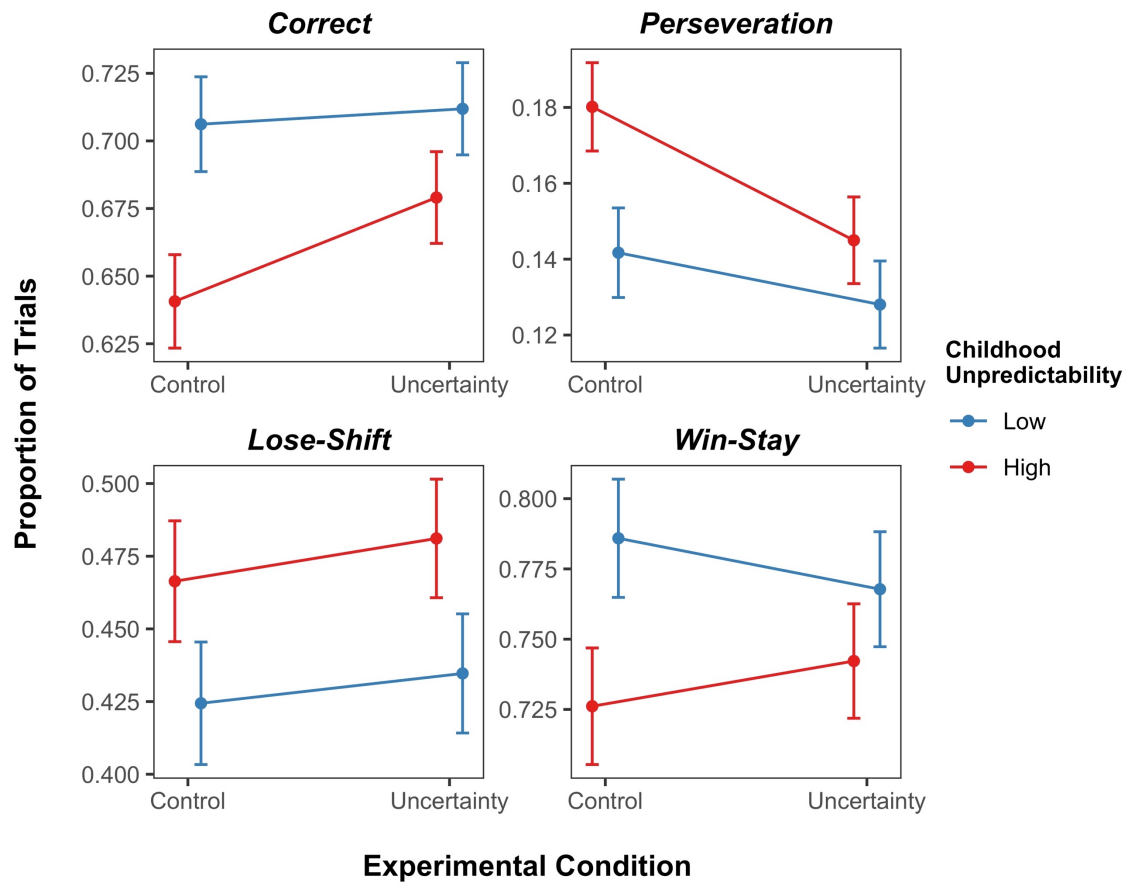 Correct
Perseveration
0.725
0.700
0.675
0.650
0.625
0.18
0.16
0.14
0.12
Control
Uncertainty
Control
Uncertainty
Lose-Shift
Win-Stay
0.500
0.475
0.450
0.425
0.400
0.800
0.775
0.750
0.725
Control
Uncertainty
Control
Uncertainty
Proportion of Trials
Experimental Condition
Childhood
Unpredictability
Low
High